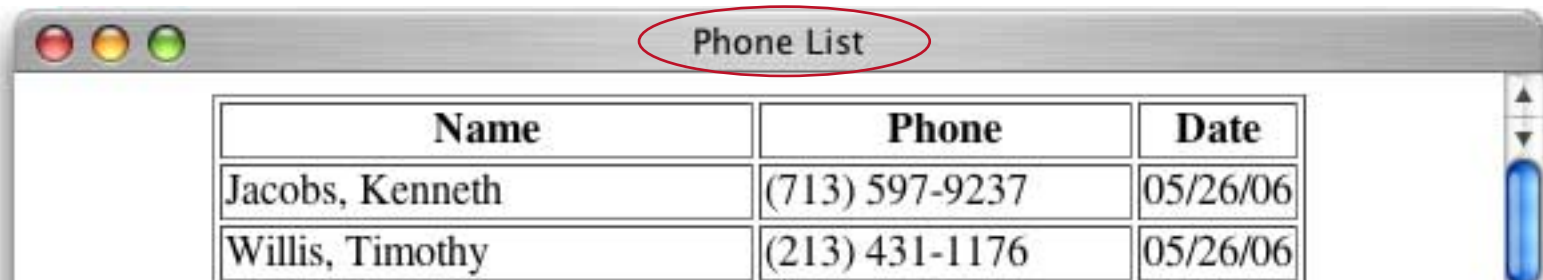 Phone List
Name Phone Date
Jacobs, Kenneth (713) 597-9237 05/26/06
Willis, Timothy (213) 431-1176 05/26/06